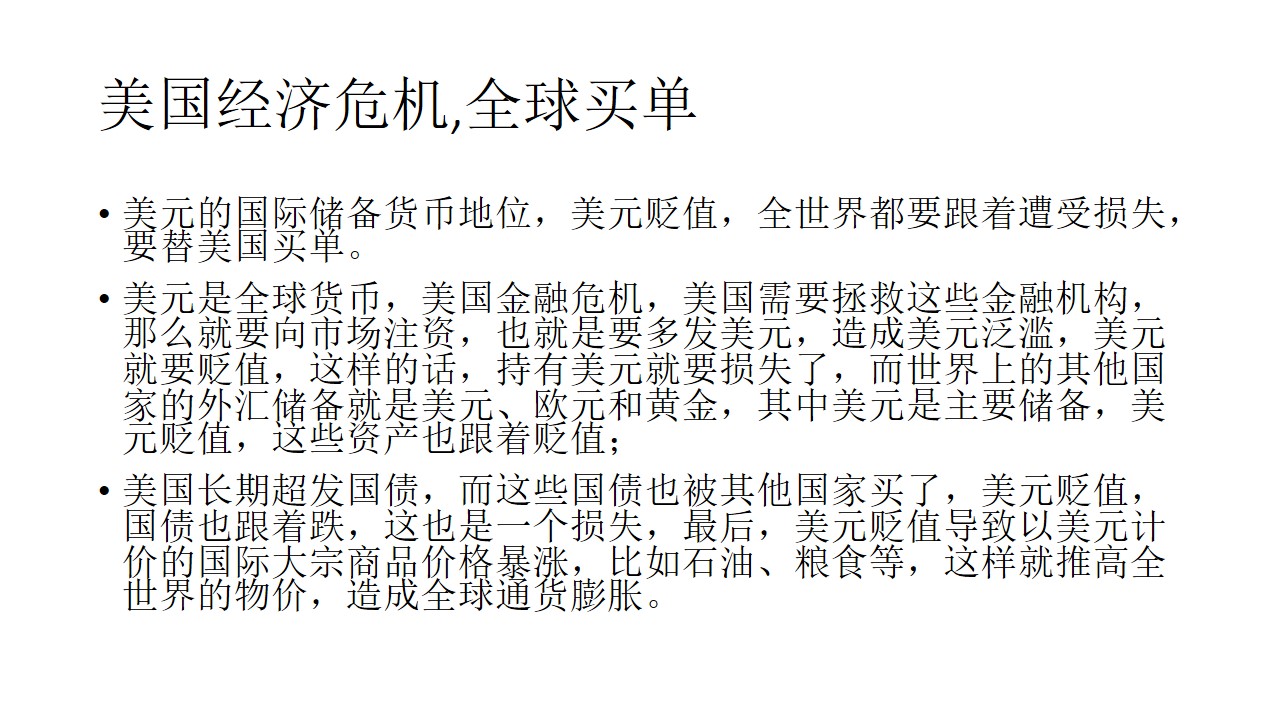 美国经济危机,全球买单
• 美元的国际储备货币地位，美元贬值，全世界都要跟着遭受损失，
要替美国买单。
• 美元是全球货币，美国金融危机，美国需要拯救这些金融机构，
那么就要向市场注资，也就是要多发美元，造成美元泛滥，美元
就要贬值，这样的话，持有美元就要损失了，而世界上的其他国
家的外汇储备就是美元、欧元和黄金，其中美元是主要储备，美
元贬值，这些资产也跟着贬值；
• 美国长期超发国债，而这些国债也被其他国家买了，美元贬值，
国债也跟着跌，这也是一个损失，最后，美元贬值导致以美元计
价的国际大宗商品价格暴涨，比如石油、粮食等，这样就推高全
世界的物价，造成全球通货膨胀。